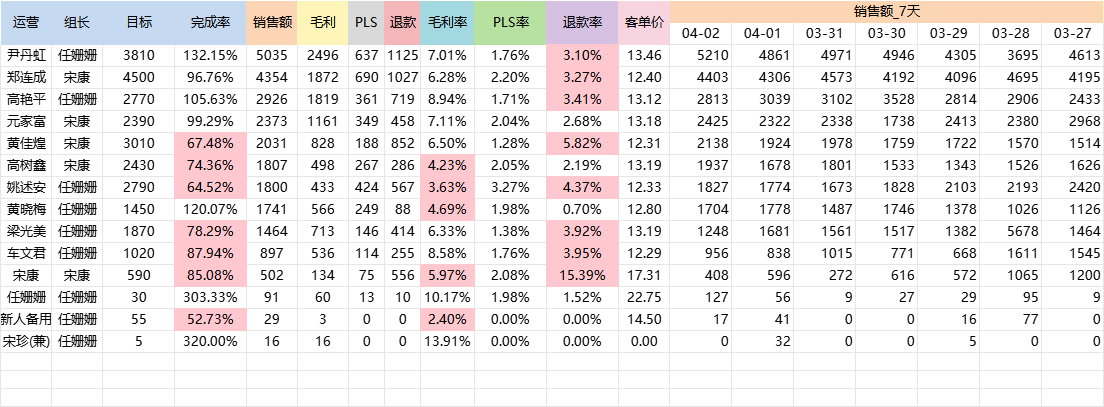 销售额_7天
运营 组长 目标 完成率 销售额 毛利 PLS 退款 毛利率 PLS率 退款率 客单价 04-02 04-01 03-31 03-30 03-29 03-28 03-27
尹丹虹 任姗姗 3810 132.15% 5035 2496 637 1125 7.01% 1.76% 3.10% 13.46 5210 4861 4971 4946 4305 3695 4613
郑连成 宋康 4500 96.76% 4354 1872 690 1027 6.28% 2.20% 3.27% 12.40 4403 4306 4573 4192 4096 4695 4195
高艳平 任姗姗 2770 105.63% 2926 1819 361 719 8.94% 1.71% 3.41% 13.12 2813 3039 3102 3528 2814 2906 2433
元家富 宋康 2390 99.29% 2373 1161 349 458 7.11% 2.04% 2.68% 13.18 2425 2322 2338 1738 2413 2380 2968
黄佳煌 宋康 3010 67.48% 2031 828 188 852 6.50% 1.28% 5.82% 12.31 2138 1924 1978 1759 1722 1570 1514
高树鑫 宋康 2430 74.36% 1807 498 267 286 4.23% 2.05% 2.19% 13.19 1937 1678 1801 1533 1343 1526 1626
姚述安 任姗姗 2790 64.52% 1800 433 424 567 3.63% 3.27% 4.37% 12.33 1827 1774 1673 1828 2103 2193 2420
黄晓梅 任姗姗 1450 120.07% 1741 566 249 88 4.69% 1.98% 0.70% 12.80 1704 1778 1487 1746 1378 1026 1126
梁光美 任姗姗 1870 78.29% 1464 713 146 414 6.33% 1.38% 3.92% 13.19 1248 1681 1561 1517 1382 5678 1464
车文君 任姗姗 1020 87.94% 897 536 114 255 8.58% 1.76% 3.95% 12.29 956 838 1015 771 668 1611 1545
宋康 宋康 590 85.08% 502 134 75 556 5.97% 2.08% 15.39% 17.31 408 596 272 616 572 1065 1200
任姗姗 任姗姗 30 303.33% 91 60 13 10 10.17% 1.98% 1.52% 22.75 127 56 9 27 29 95 9
新人备用 任姗姗 55 52.73% 29 3 0 0 2.40% 0.00% 0.00% 14.50 17 41 0 0 16 77 0
宋珍(兼) 任姗姗 5 320.00% 16 16 0 0 13.91% 0.00% 0.00% 0.00 0 32 0 0 5 0 0